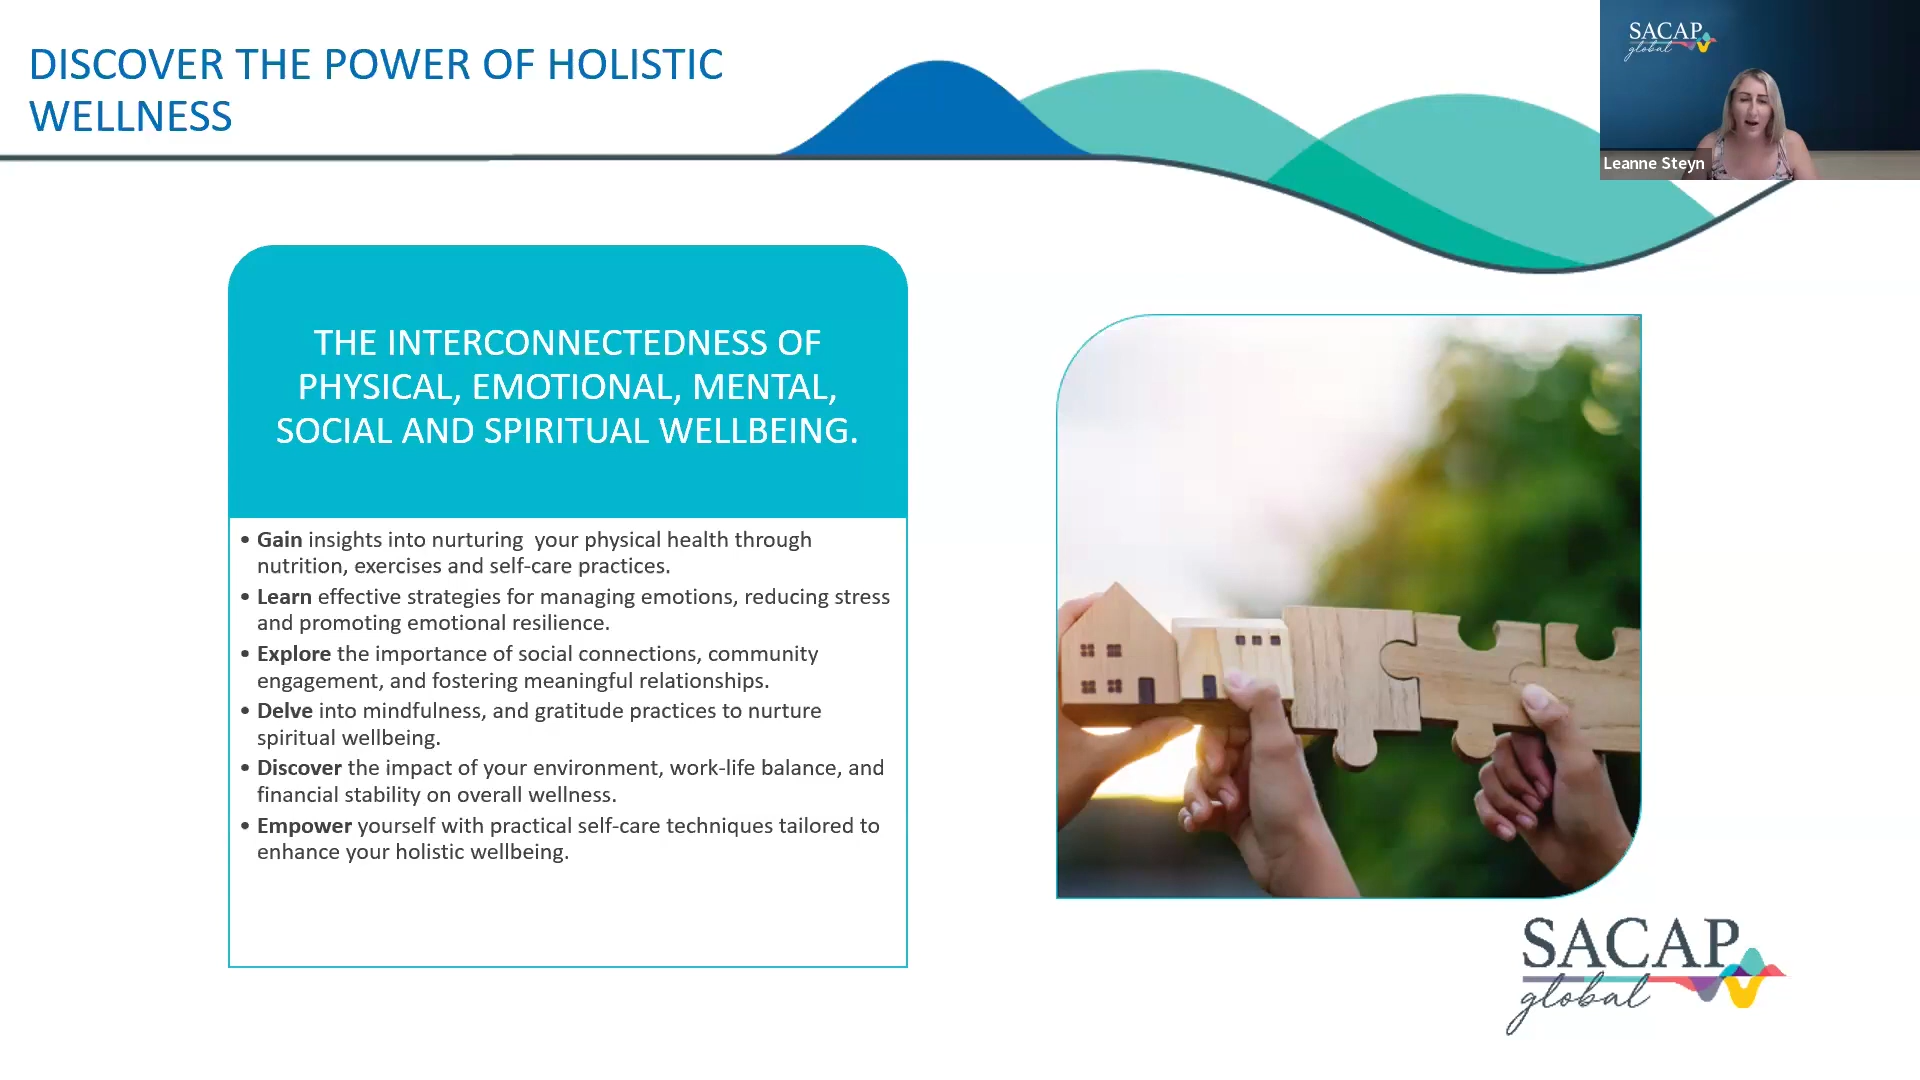 DISCOVER THE POWER OF HOLISTIC
WELLNESS
SACAP
global
Leanne Steyn
THE INTERCONNECTEDNESS OF
PHYSICAL, EMOTIONAL, MENTAL,
SOCIAL AND SPIRITUAL WELLBEING.
• Gain insights into nurturing  your physical health through
nutrition, exercises and self-care practices.
• Learn effective strategies for managing emotions, reducing stress
and promoting emotional resilience.
• Explore the importance of social connections, community
engagement, and fostering meaningful relationships.
• Delve into mindfulness, and gratitude practices to nurture
spiritual wellbeing.
• Discover the impact of your environment, work-life balance, and
financial stability on overall wellness.
• Empower yourself with practical self-care techniques tailored to
enhance your holistic wellbeing.
SACAP
global